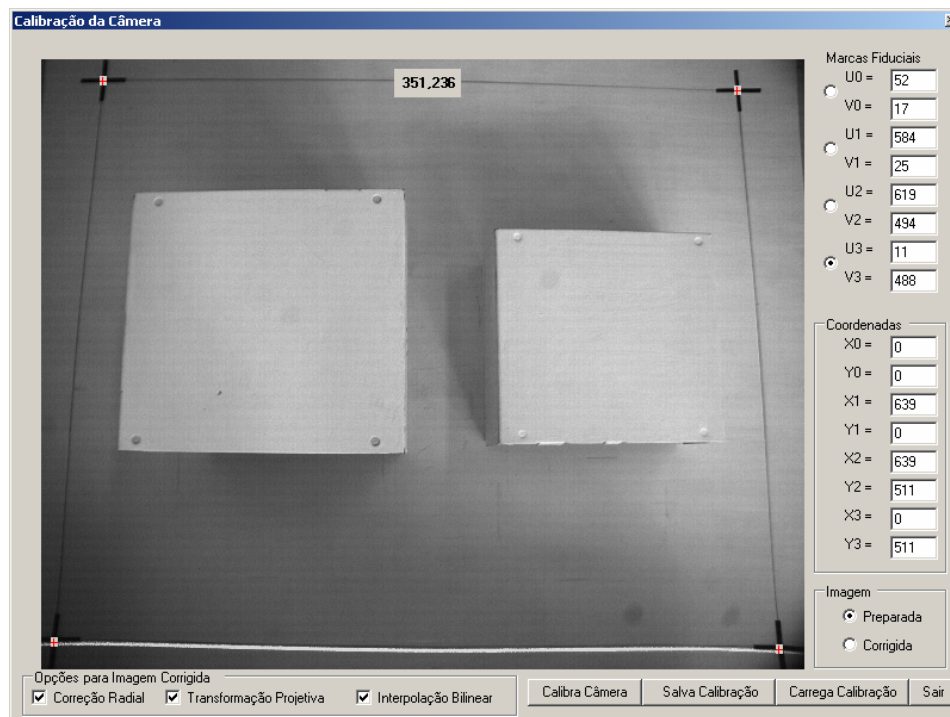 Calibração da Câmera
351,236
Marcas Fiduciais
U0 = 52
V0 = 17
U1 = 584
V1 = 25
U2 = 619
V2 = 494
U3 = 11
V3 = 488
Coordenadas
X0 = 0
Y0 = 0
X1 = 639
Y1 = 0
X2 = 639
Y2 = 511
X3 = 0
Y3 = 511
Imagem
Preparada
Corrigida
Opções para Imagem Corrigida
Correção Radial Transformação Projetiva Interpolação Bilinear
Calibra Câmera Salva Calibração Carrega Calibração Sair